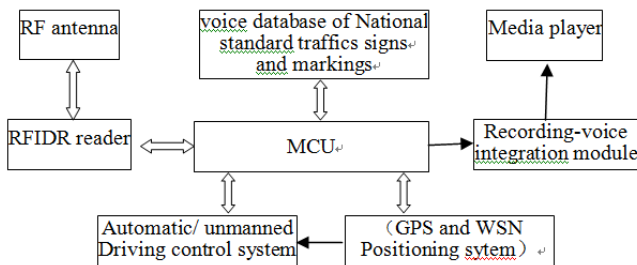 RF antenna
voice database of National
standard traffics signs
and markings
Media player
RFIDR reader
MCU
Recording-voice
integration module
Automatic/ unmanned
Driving control system
（GPS and WSN
Positioning sytem）